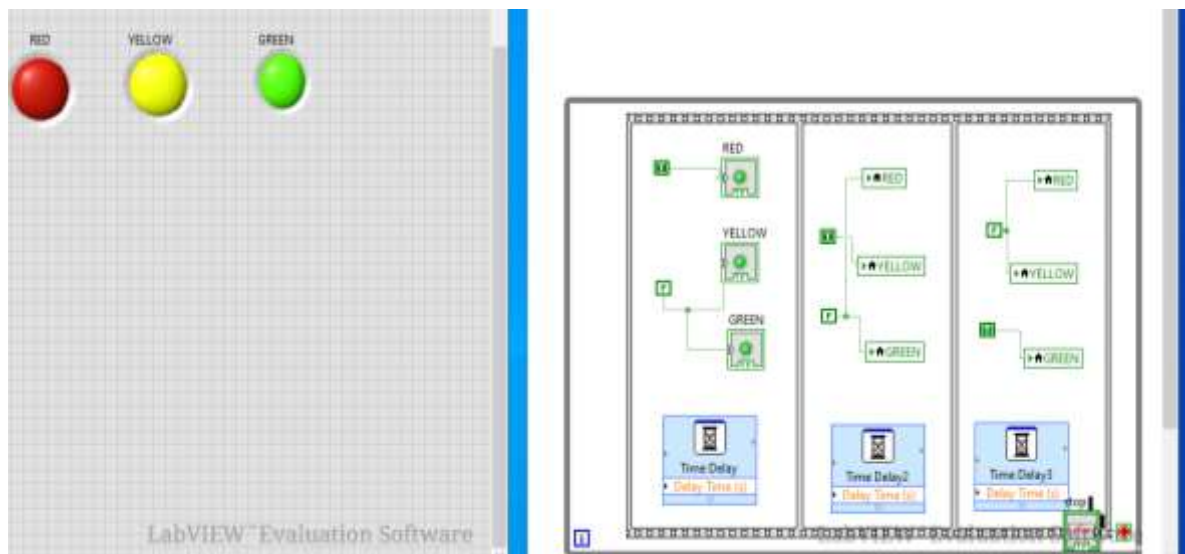 RED YELLOW GREEN
LabVIEW™ Evaluation Software
RED
YELLOW
F
GREEN
Time Delay
Delay Time (s)
RED
YELLOW
F
GREEN
Time Delay2
Delay Time (s)
RED
F
YELLOW
GREEN
Time Delay3
Delay Time (s)
stop
i